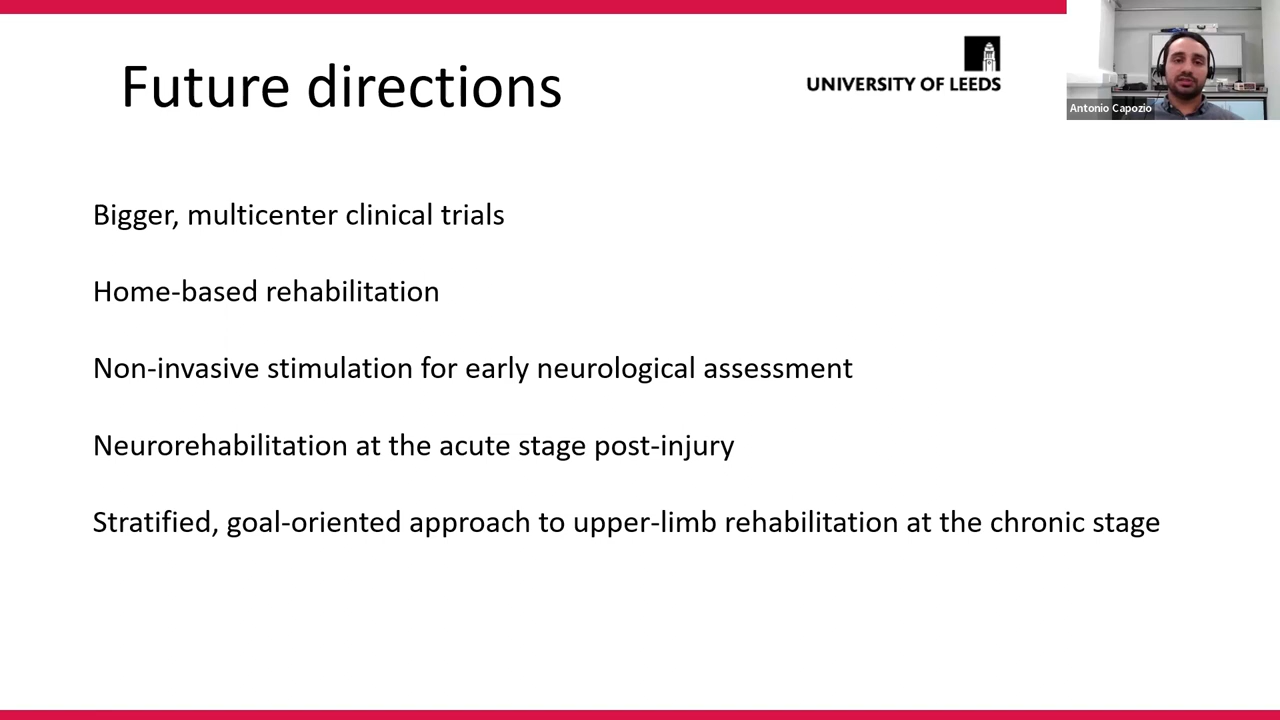 Future directions
UNIVERSITY OF LEEDS
Antonio Capozio
Bigger, multicenter clinical trials
Home-based rehabilitation
Non-invasive stimulation for early neurological assessment
Neurorehabilitation at the acute stage post-injury
Stratified, goal-oriented approach to upper-limb rehabilitation at the chronic stage